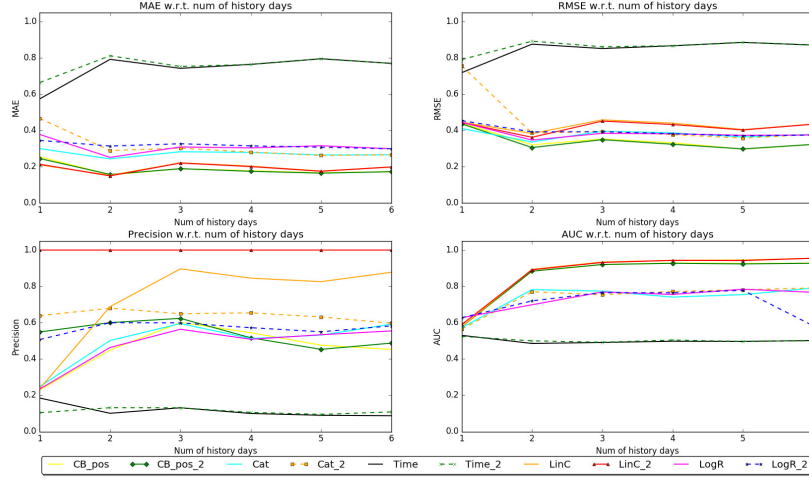 MAE w.r.t. num of history days
1.0
0.8
0.6
0.4
0.2
0.0
MAE
1 2 3 4 5 6
Num of history days
RMSE w.r.t. num of history days
1.0
0.8
0.6
0.4
0.2
0.0
RMSE
1 2 3 4 5
Num of history days
Precision w.r.t. num of history days
1.0
0.8
0.6
0.4
0.2
0.0
Precision
1 2 3 4 5 6
Num of history days
AUC w.r.t. num of history days
1.0
0.8
0.6
0.4
0.2
0.0
AUC
1 2 3 4 5
Num of history days
CB_pos CB_pos_2 Cat Cat_2 Time Time_2 LinC LinC_2 LogR LogR_2